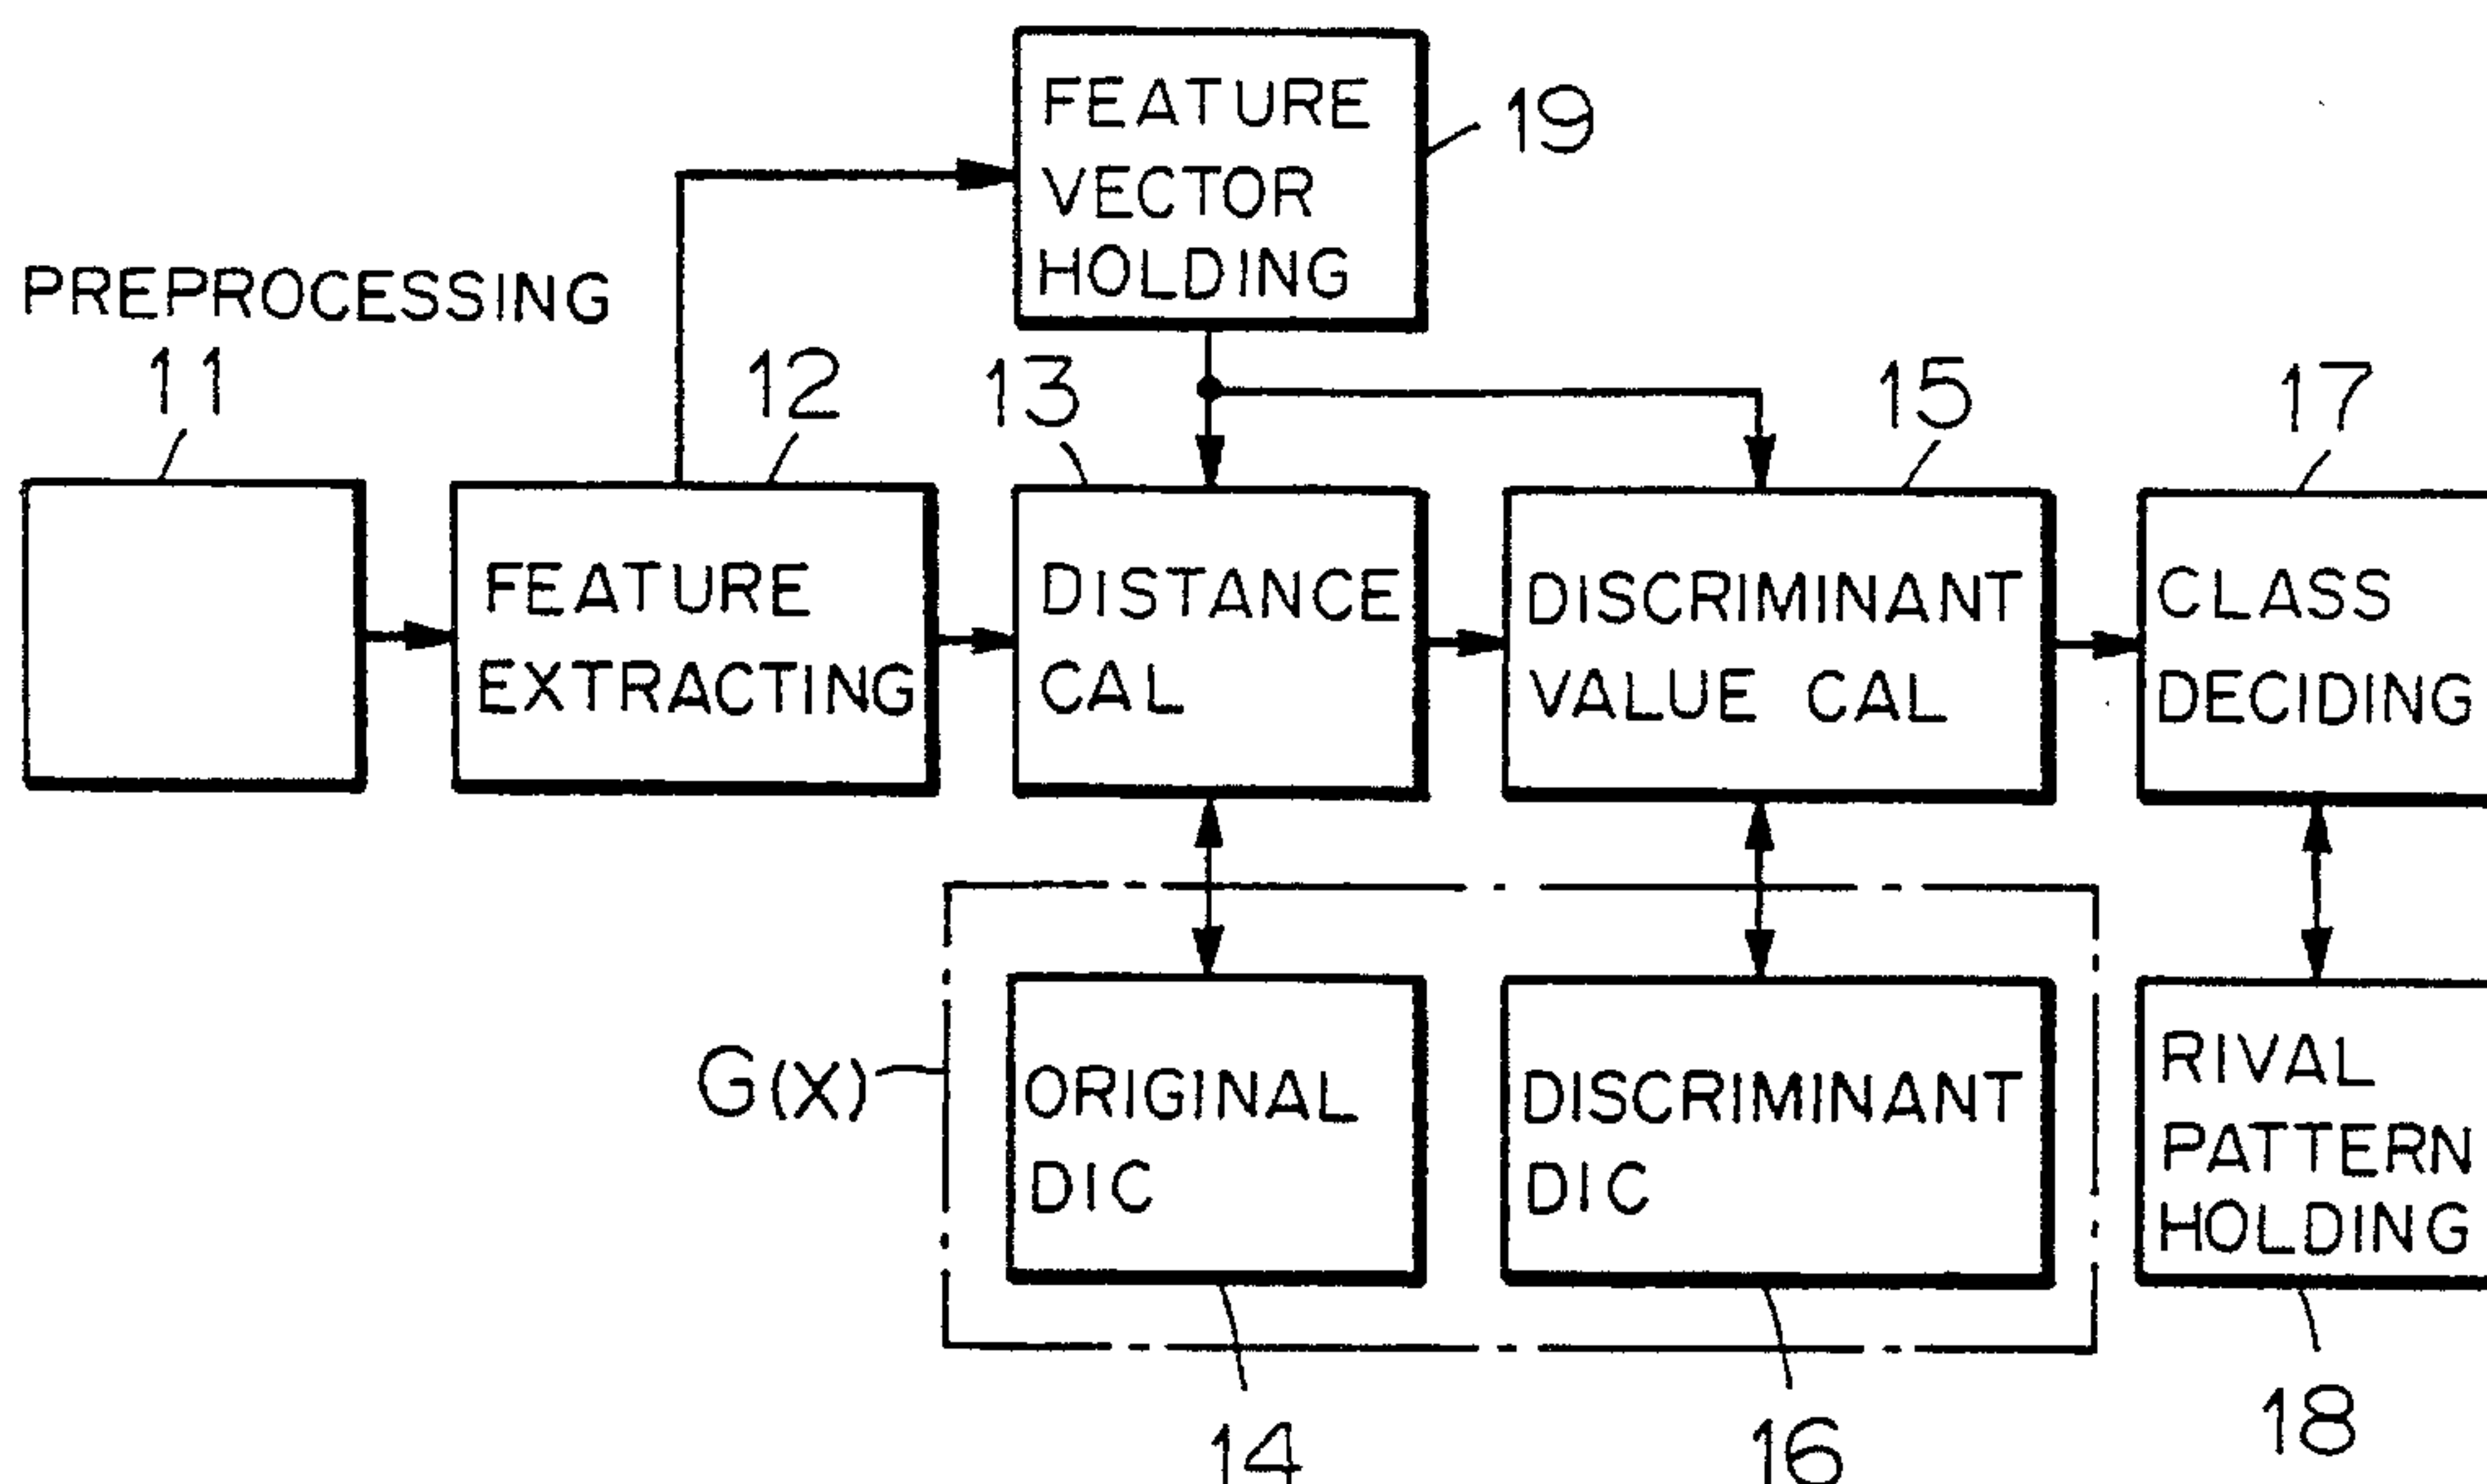 FEATURE
VECTOR
HOLDING
19
PREPROCESSING
11
12
13
15
17
FEATURE
EXTRACTING
DISTANCE
CAL
DISCRIMINANT
VALUE CAL
CLASS
DECIDING
G(X)
ORIGINAL
DIC
DISCRIMINANT
DIC
RIVAL
PATTERN
HOLDING
14
16
18